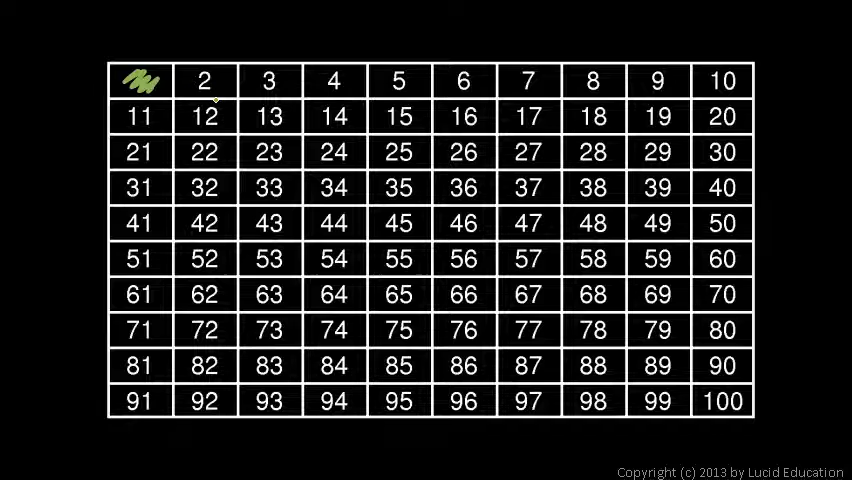 2 3 4 5 6 7 8 9 10
11 12 13 14 15 16 17 18 19 20
21 22 23 24 25 26 27 28 29 30
31 32 33 34 35 36 37 38 39 40
41 42 43 44 45 46 47 48 49 50
51 52 53 54 55 56 57 58 59 60
61 62 63 64 65 66 67 68 69 70
71 72 73 74 75 76 77 78 79 80
81 82 83 84 85 86 87 88 89 90
91 92 93 94 95 96 97 98 99 100
Copyright (c) 2013 by Lucid Education